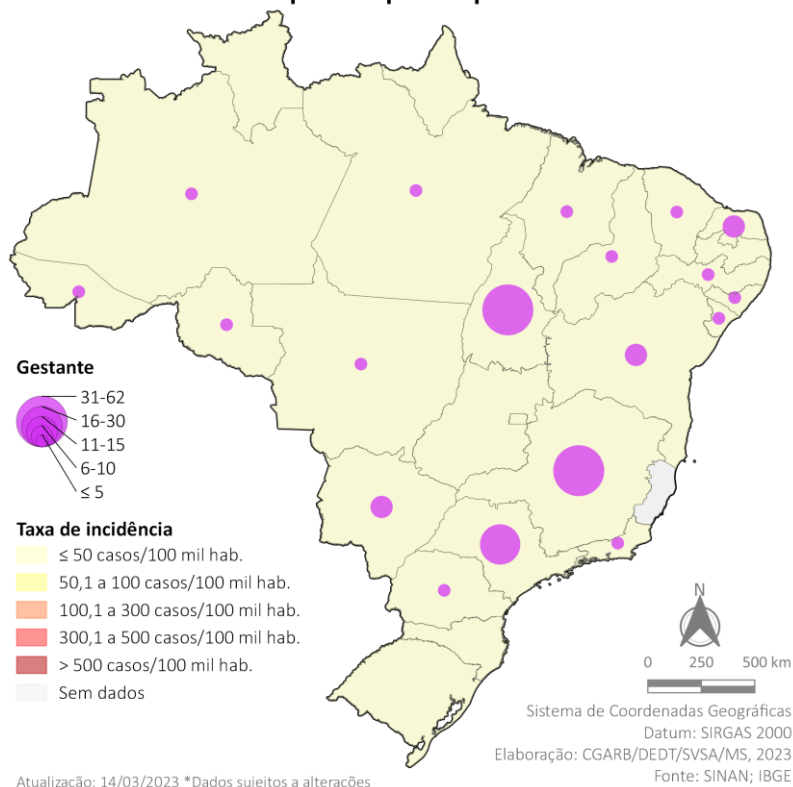 Gestante
31-62
16-30
11-15
6-10
≤ 5
Taxa de incidência
≤ 50 casos/100 mil hab.
50,1 a 100 casos/100 mil hab.
100,1 a 300 casos/100 mil hab.
300,1 a 500 casos/100 mil hab.
> 500 casos/100 mil hab.
Sem dados
N
0 250 500 km
Sistema de Coordenadas Geográficas
Datum: SIRGAS 2000
Elaboração: CGARB/DEDT/SVSA/MS, 2023
Fonte: SINAN; IBGE
Atualização: 14/03/2023 *Dados sujeitos a alterações